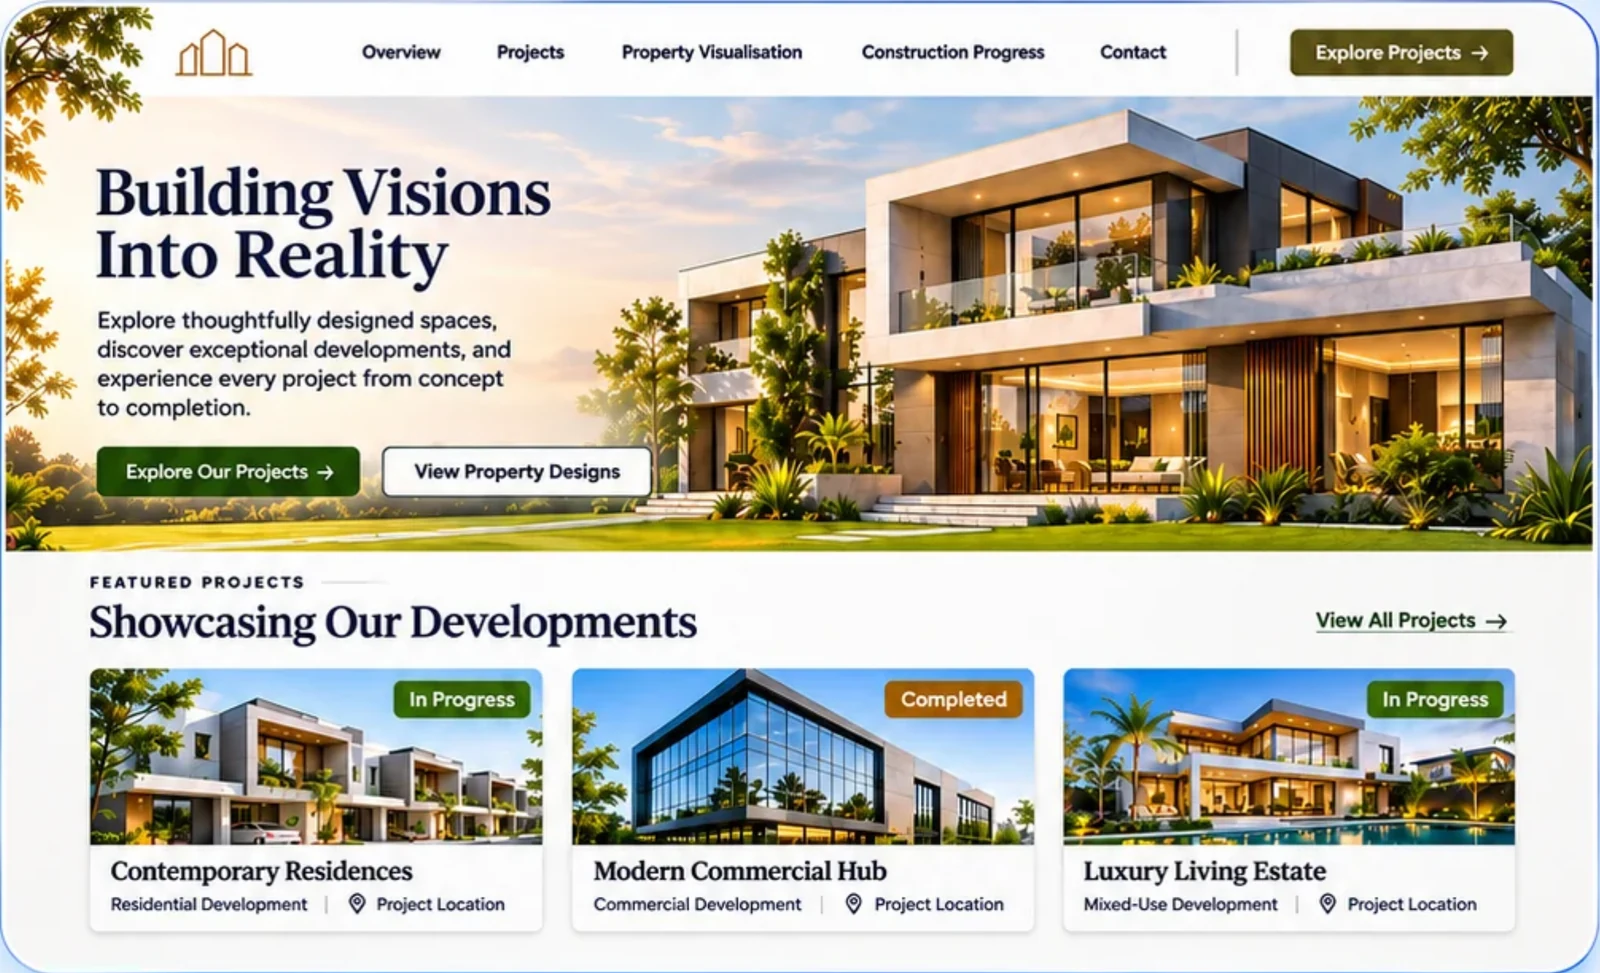 Overview
Projects
Property Visualisation
Construction Progress
Contact
Explore Projects →
Building Visions
Into Reality
Explore thoughtfully designed spaces,
discover exceptional developments, and
experience every project from concept
to completion.
Explore Our Projects →
View Property Designs
FEATURED PROJECTS
Showcasing Our Developments
View All Projects →
In Progress
Contemporary Residences
Residential Development | Project Location
Completed
Modern Commercial Hub
Commercial Development | Project Location
In Progress
Luxury Living Estate
Mixed-Use Development | Project Location